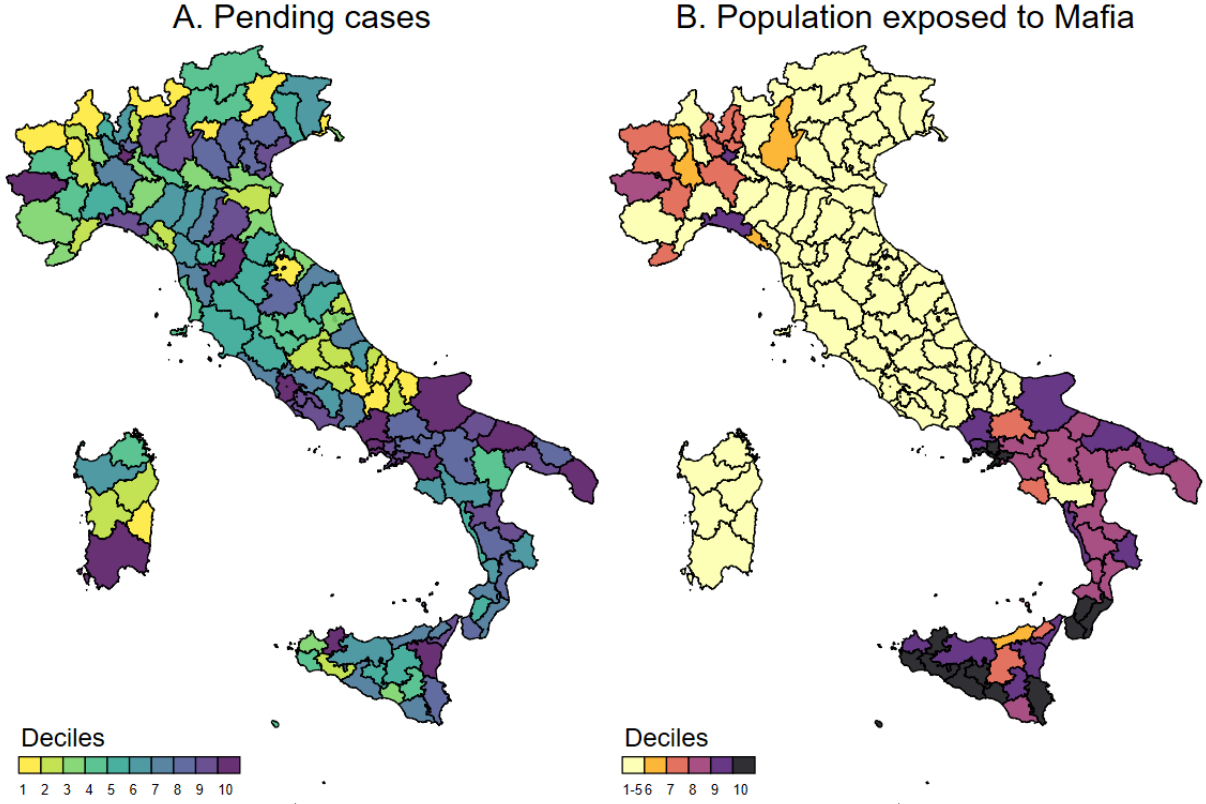 A. Pending cases
B. Population exposed to Mafia
Deciles
1 2 3 4 5 6 7 8 9 10
Deciles
1-5 6 7 8 9 10